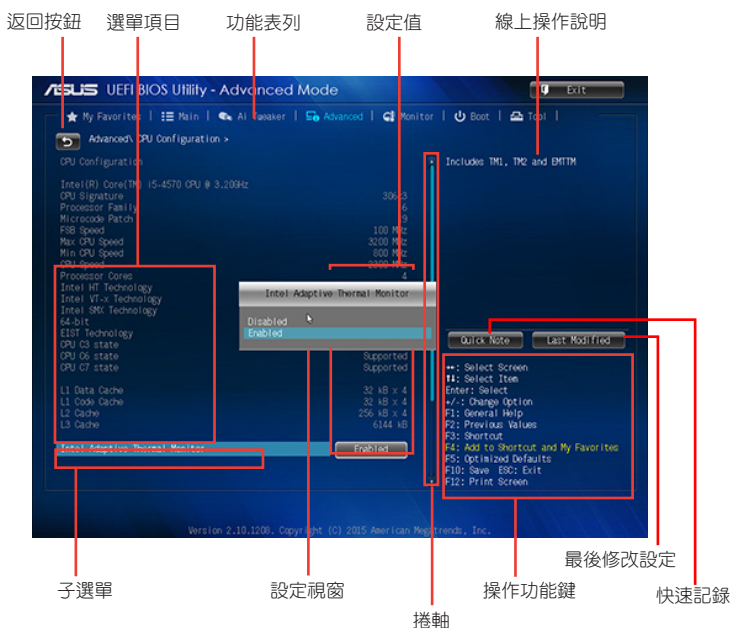 返回按鈕 選單項目 功能表列 設定值 線上操作說明
ASUS UEFI BIOS Utility - Advanced Mode
Exit
My Favorites | Main | Ai Tweaker | Advanced | Monitor | Boot | Tool |
Advanced\ CPU Configuration >
CPU Configuration
Includes TM1, TM2 and EMTTM
Intel(R) Core(TM) i5-4570 CPU @ 3.20GHz
CPU Signature 306c3
Processor Family 6
Microcode Patch 9
FSB Speed 100 MHz
Max CPU Speed 3200 MHz
Min CPU Speed 800 MHz
CPU Speed MHz
Processor Cores 4
Intel HT Technology
Intel VT-x Technology
Intel SMX Technology
64-bit
EIST Technology
CPU C3 state
CPU C6 state Supported
CPU C7 state Supported
Intel Adaptive Thermal Monitor
Disabled
Enabled
L1 Data Cache 32 kB x 4
L1 Code Cache 32 kB x 4
L2 Cache 256 kB x 4
L3 Cache 6144 kB
Intel Adaptive Thermal Monitor Enabled
Quick Note Last Modified
↔: Select Screen
↑↓: Select Item
Enter: Select
+/-: Change Option
F1: General Help
F2: Previous Values
F3: Shortcut
F4: Add to Shortcut and My Favorites
F5: Optimized Defaults
F10: Save ESC: Exit
F12: Print Screen
Version 2.10.1208. Copyright (C) 2015 American Megatrends, Inc.
最後修改設定
子選單 設定視窗 操作功能鍵 快速記錄
捲軸